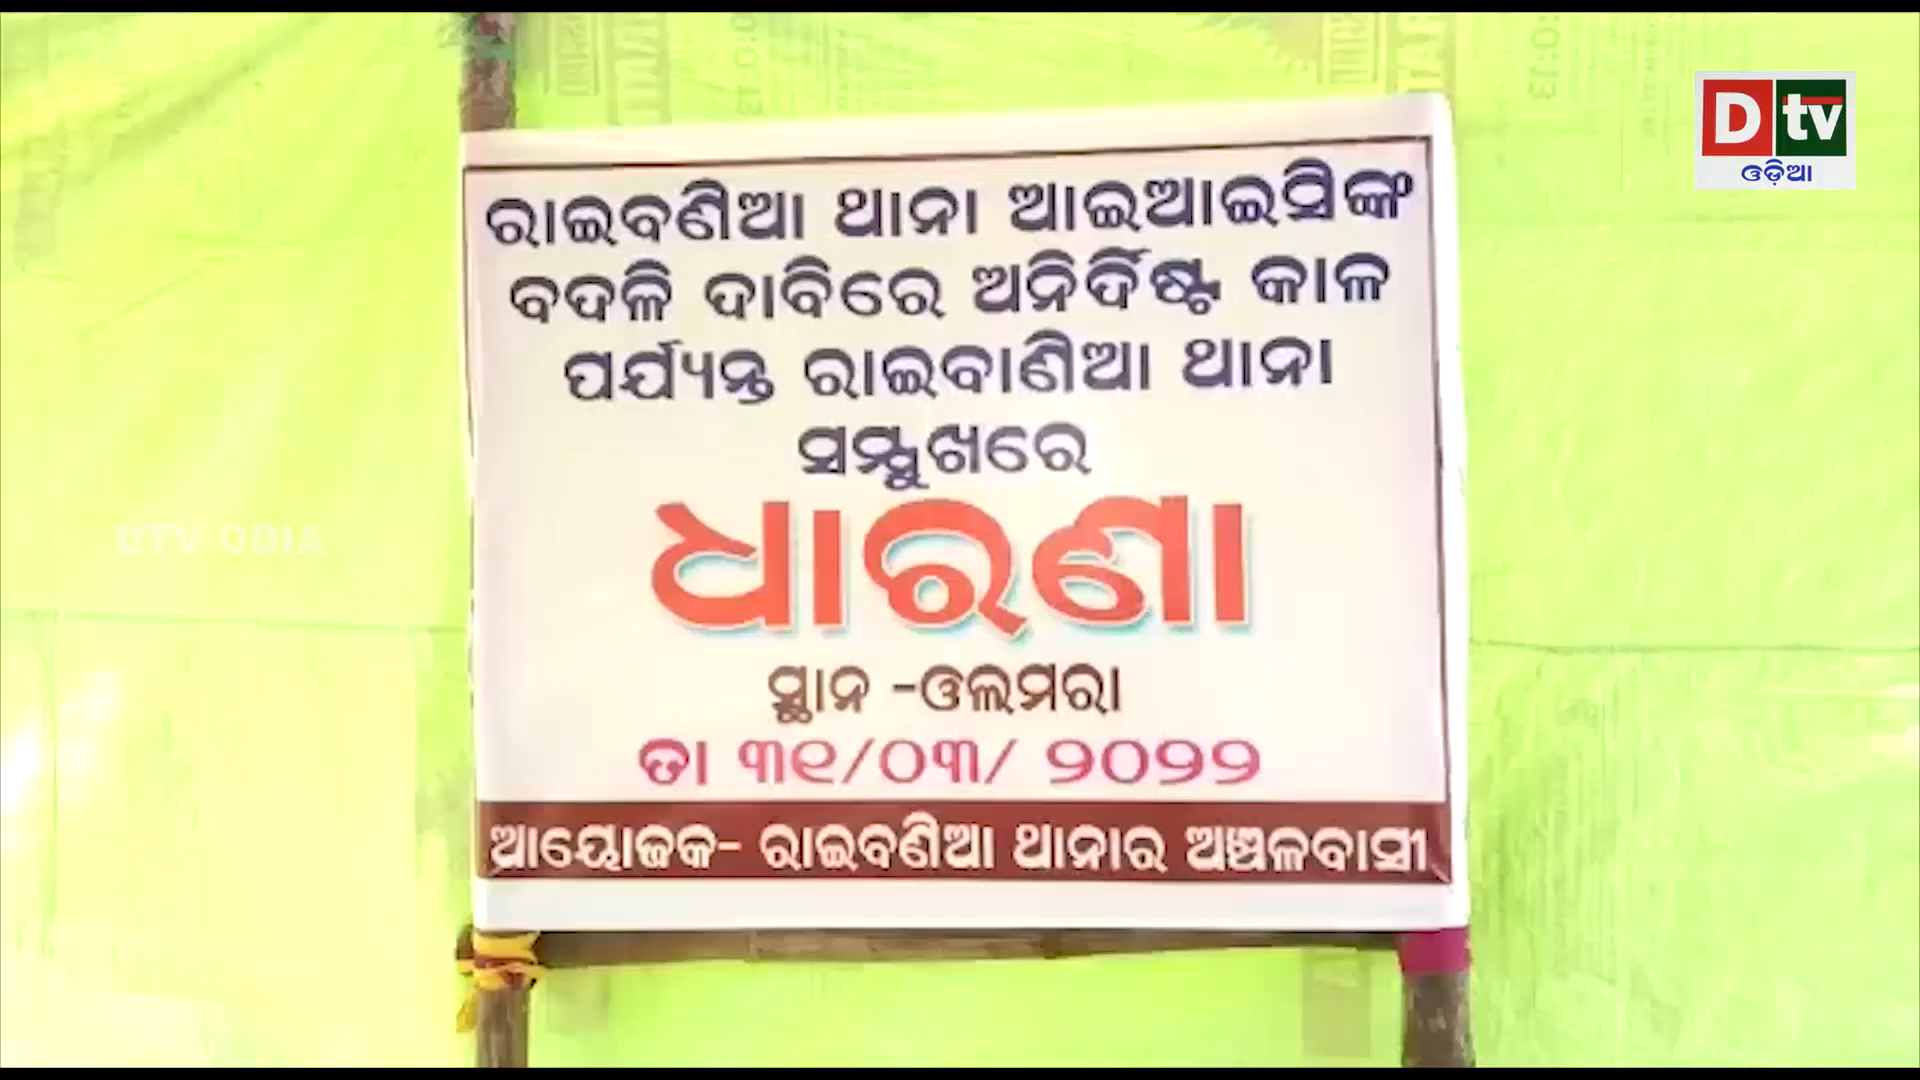 Dtv
ଓଡ଼ିଆ
ରାଇବଣିଆ ଥାନା ଆଇଆଇସିଙ୍କ
ବଦଳି ଦାବିରେ ଅନିର୍ଦିଷ୍ଟ କାଳ
ପର୍ଯ୍ୟନ୍ତ ରାଇବାଣିଆ ଥାନା
ସମ୍ମୁଖରେ
ଧାରଣା
ସ୍ଥାନ -ଓଲମରା
ତା ୩୧/୦୩/ ୨୦୨୨
ଆୟୋଜକ- ରାଇବଣିଆ ଥାନାର ଅଞ୍ଚଳବାସୀ
DTV ODIA